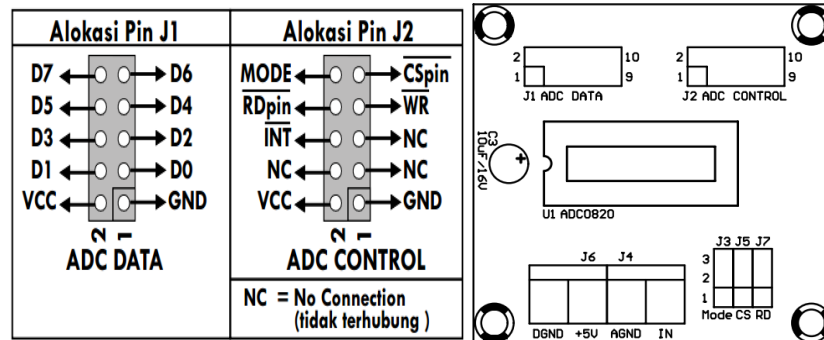 Alokasi Pin J1
D7 D6
D5 D4
D3 D2
D1 D0
VCC GND
2 1
ADC DATA
Alokasi Pin J2
MODE CSpin
RDpin WR
INT NC
NC NC
VCC GND
2 1
ADC CONTROL
NC = No Connection
(tidak terhubung )
2 10
1 9
J1 ADC DATA
2 10
1 9
J2 ADC CONTROL
C3
10uF/16V
+
U1 ADC0820
J6 J4
DGND +5V AGND IN
J3 J5 J7
3
2
1
Mode CS RD